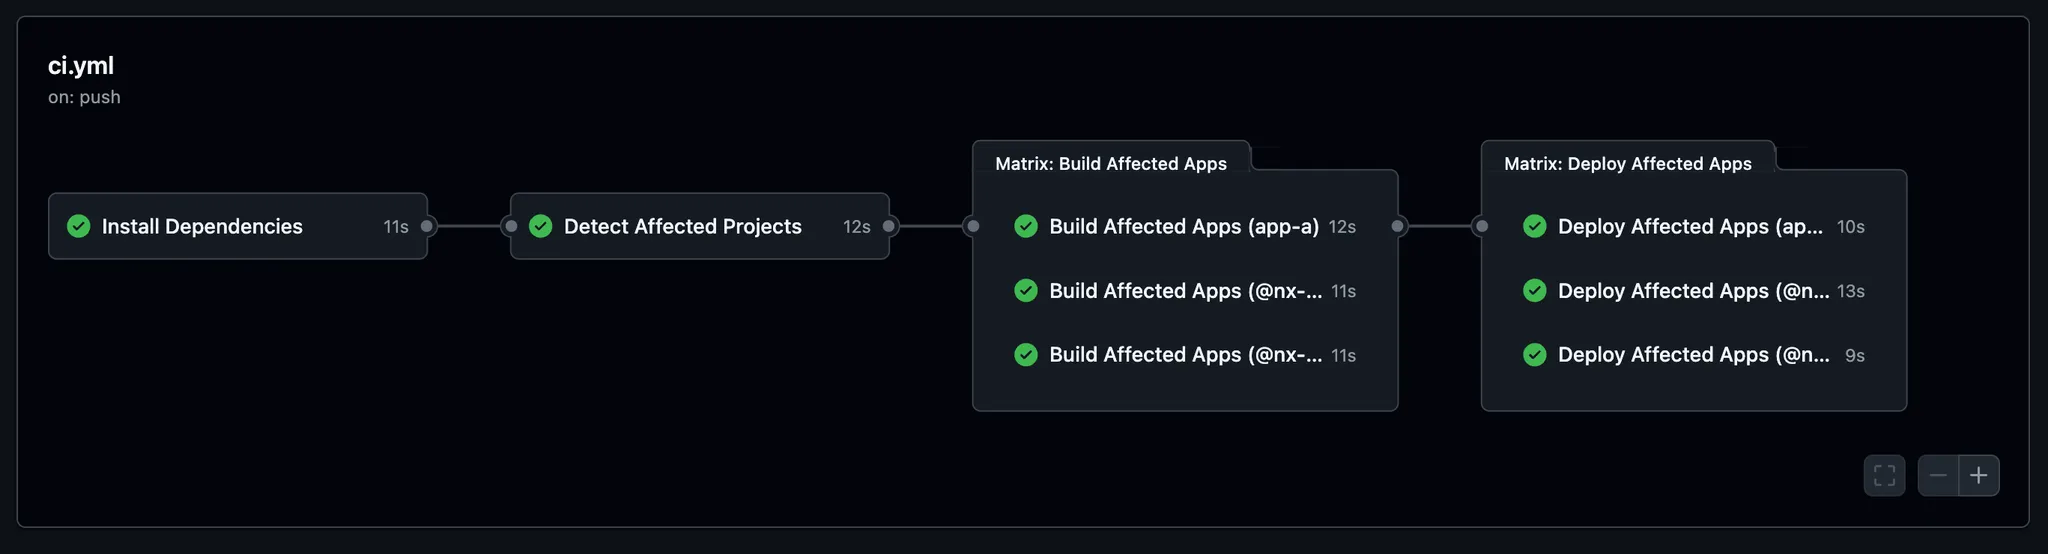 ci.yml
on: push
Install Dependencies 11s
Detect Affected Projects 12s
Matrix: Build Affected Apps
Build Affected Apps (app-a) 12s
Build Affected Apps (@nx-... 11s
Build Affected Apps (@nx-... 11s
Matrix: Deploy Affected Apps
Deploy Affected Apps (ap... 10s
Deploy Affected Apps (@n... 13s
Deploy Affected Apps (@n... 9s